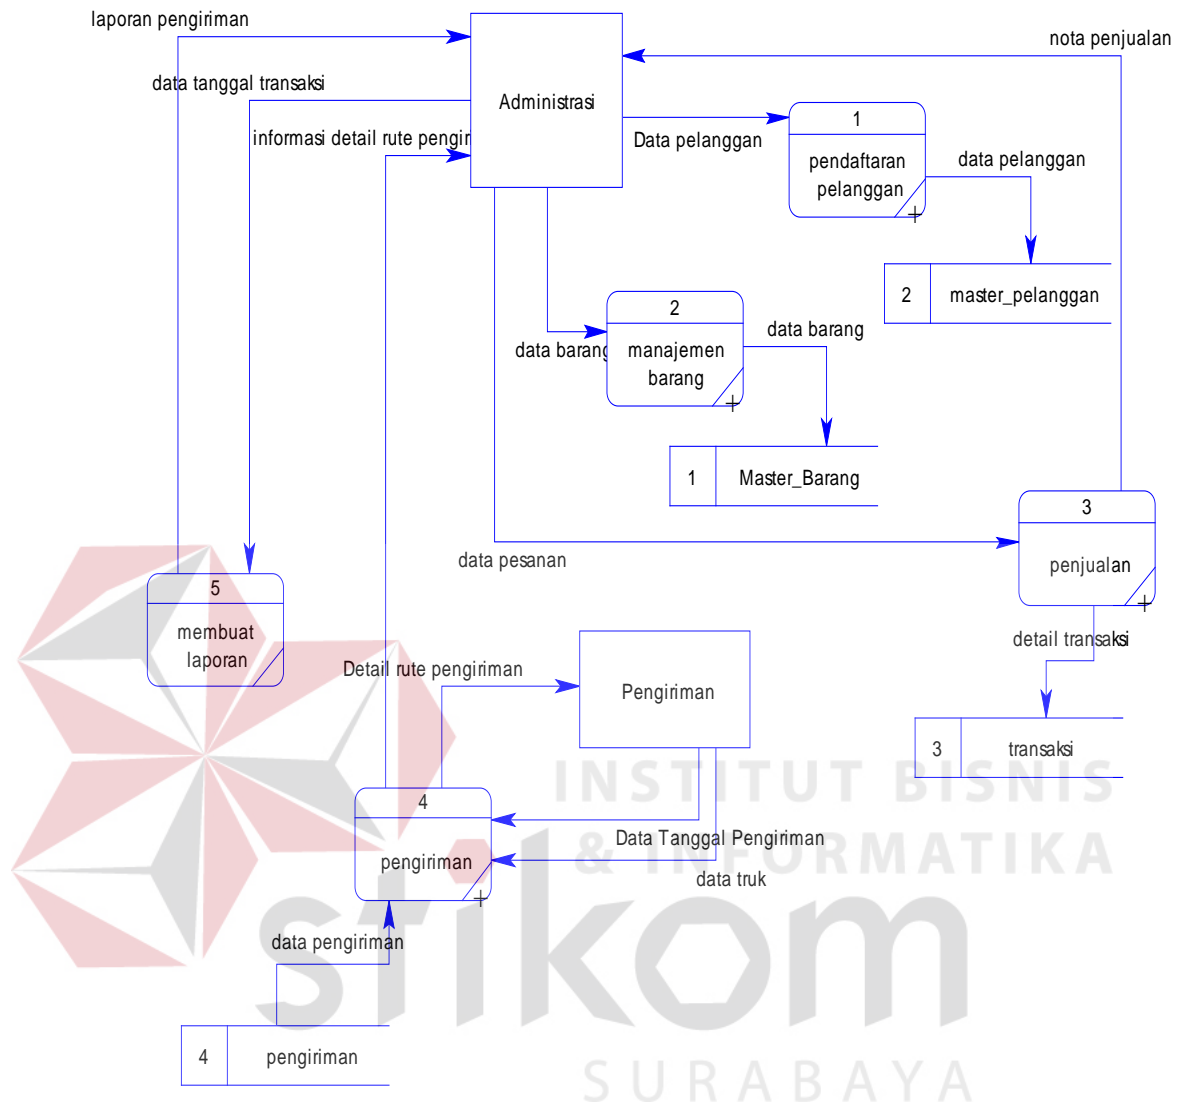 laporan pengiriman
nota penjualan
data tanggal transaksi
Administrasi
informasi detail rute pengir
Data pelanggan
1
pendaftaran
pelanggan
data pelanggan
2
master_pelanggan
2
manajemen
barang
data barang
data barang
1
Master_Barang
3
penjualan
data pesanan
5
membuat
laporan
detail transaksi
Detail rute pengiriman
Pengiriman
3
transaksi
INSTITUT BISNIS
& INFORMATIKA
4
pengiriman
Data Tanggal Pengiriman
data truk
stikom
data pengiriman
4
pengiriman
SURABAYA